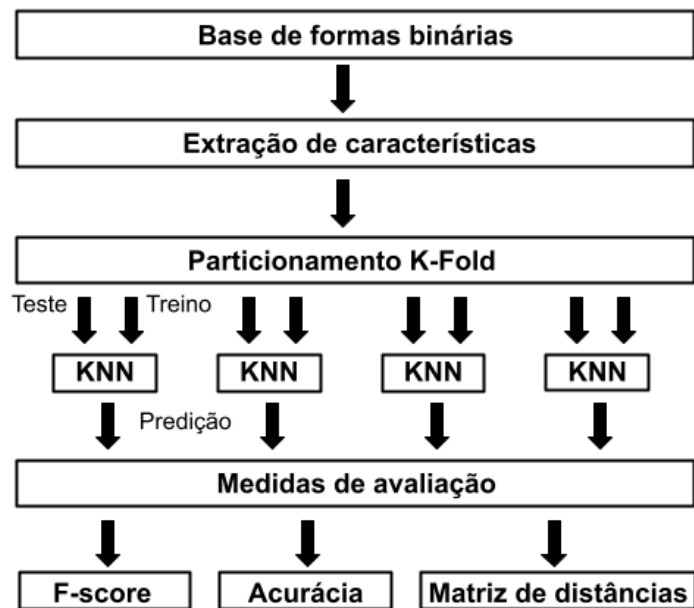 Base de formas binárias
Extração de característífcas
Particionamento K-Fold
Teste Treino
KNN KNN KNN KNN
Predição
Medidas de avaliação
F-score Acurácia Matriz de distâncias